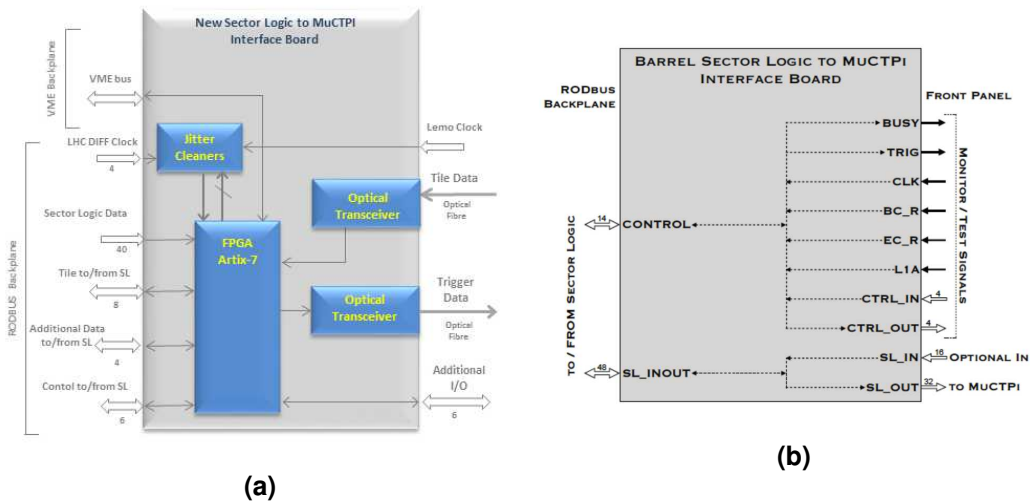 New Sector Logic to MuCTPI
Interface Board
VME Backplane
VME bus
LHC DIFF Clock
4
Jitter
Cleaners
Lemo Clock
Tile Data
Optical
Fibre
Optical
Transceiver
RODBUS Backplane
Sector Logic Data
40
FPGA
Artix-7
Tile to/from SL
8
Optical
Transceiver
Trigger
Data
Optical
Fibre
Additional Data
to/from SL
4
Contol to/from SL
6
Additional
I/O
6
(a)
BARREL SECTOR LOGIC TO MUCTPI
INTERFACE BOARD
RODBUS
BACKPLANE
FRONT PANEL
TO / FROM SECTOR LOGIC
14
CONTROL
48
SL_INOUT
BUSY
TRIG
CLK
BC_R
EC_R
L1A
CTRL_IN
4
CTRL_OUT
4
MONITOR / TEST SIGNALS
SL_IN
16
OPTIONAL IN
SL_OUT
32
TO MUCTPI
(b)